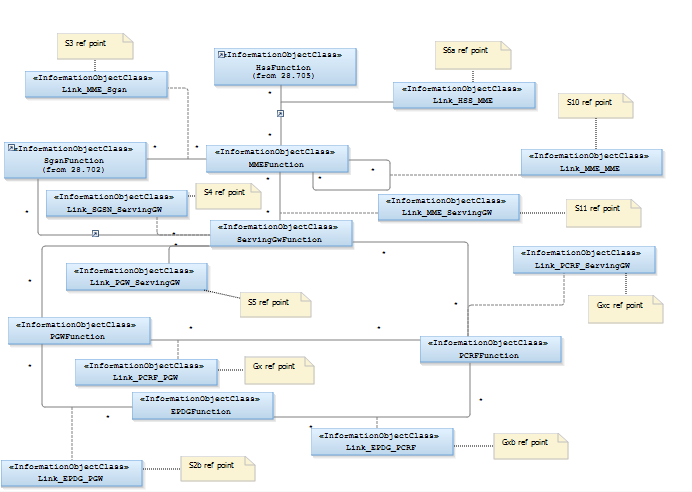 S3 ref point
«InformationObjectClass»
HssFunction
(from 28.705)
S6a ref point
«InformationObjectClass»
Link_MME_Sgsn
«InformationObjectClass»
Link_HSS_MME
S10 ref point
«InformationObjectClass»
SgsnFunction
(from 28.702)
«InformationObjectClass»
MMEFunction
«InformationObjectClass»
Link_MME_MME
S4 ref point
«InformationObjectClass»
Link_SGSN_ServingGW
«InformationObjectClass»
Link_MME_ServingGW
S11 ref point
«InformationObjectClass»
ServingGwFunction
«InformationObjectClass»
Link_PCRF_ServingGW
«InformationObjectClass»
Link_PGW_ServingGW
S5 ref point
Gxc ref point
«InformationObjectClass»
PGWFunction
«InformationObjectClass»
PCRFFunction
«InformationObjectClass»
Link_PCRF_PGW
Gx ref point
«InformationObjectClass»
EPDGFunction
«InformationObjectClass»
Link_EPDG_PCRF
Gxb ref point
«InformationObjectClass»
Link_EPDG_PGW
S2b ref point